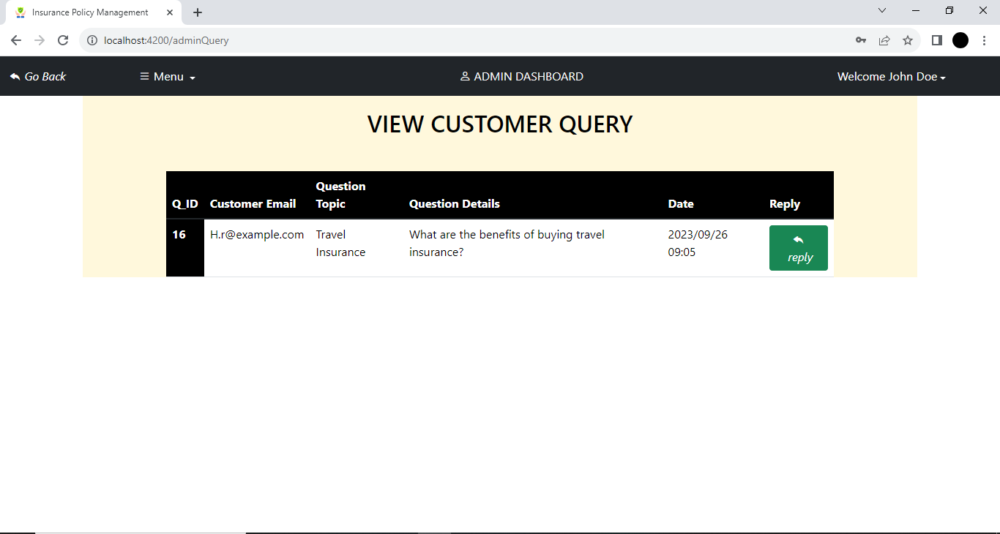 Insurance Policy Management
localhost:4200/adminQuery
Go Back
Menu
ADMIN DASHBOARD
Welcome John Doe
VIEW CUSTOMER QUERY
Q_ID Customer Email Question Topic Question Details Date Reply
16 H.r@example.com Travel What are the benefits of buying travel 2023/09/26
Insurance insurance? 09:05 reply